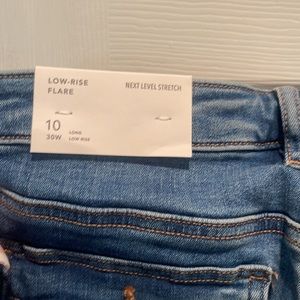 LOW-RISE
FLARE
NEXT LEVEL STRETCH
10
30W
LONG
LOW RISE